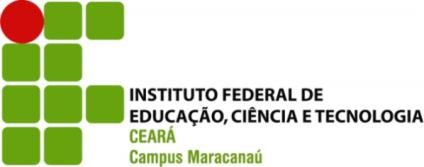 INSTITUTO FEDERAL DE
EDUCAÇÃO, CIÊNCIA E TECNOLOGIA
CEARÁ
Campus Maracanaú